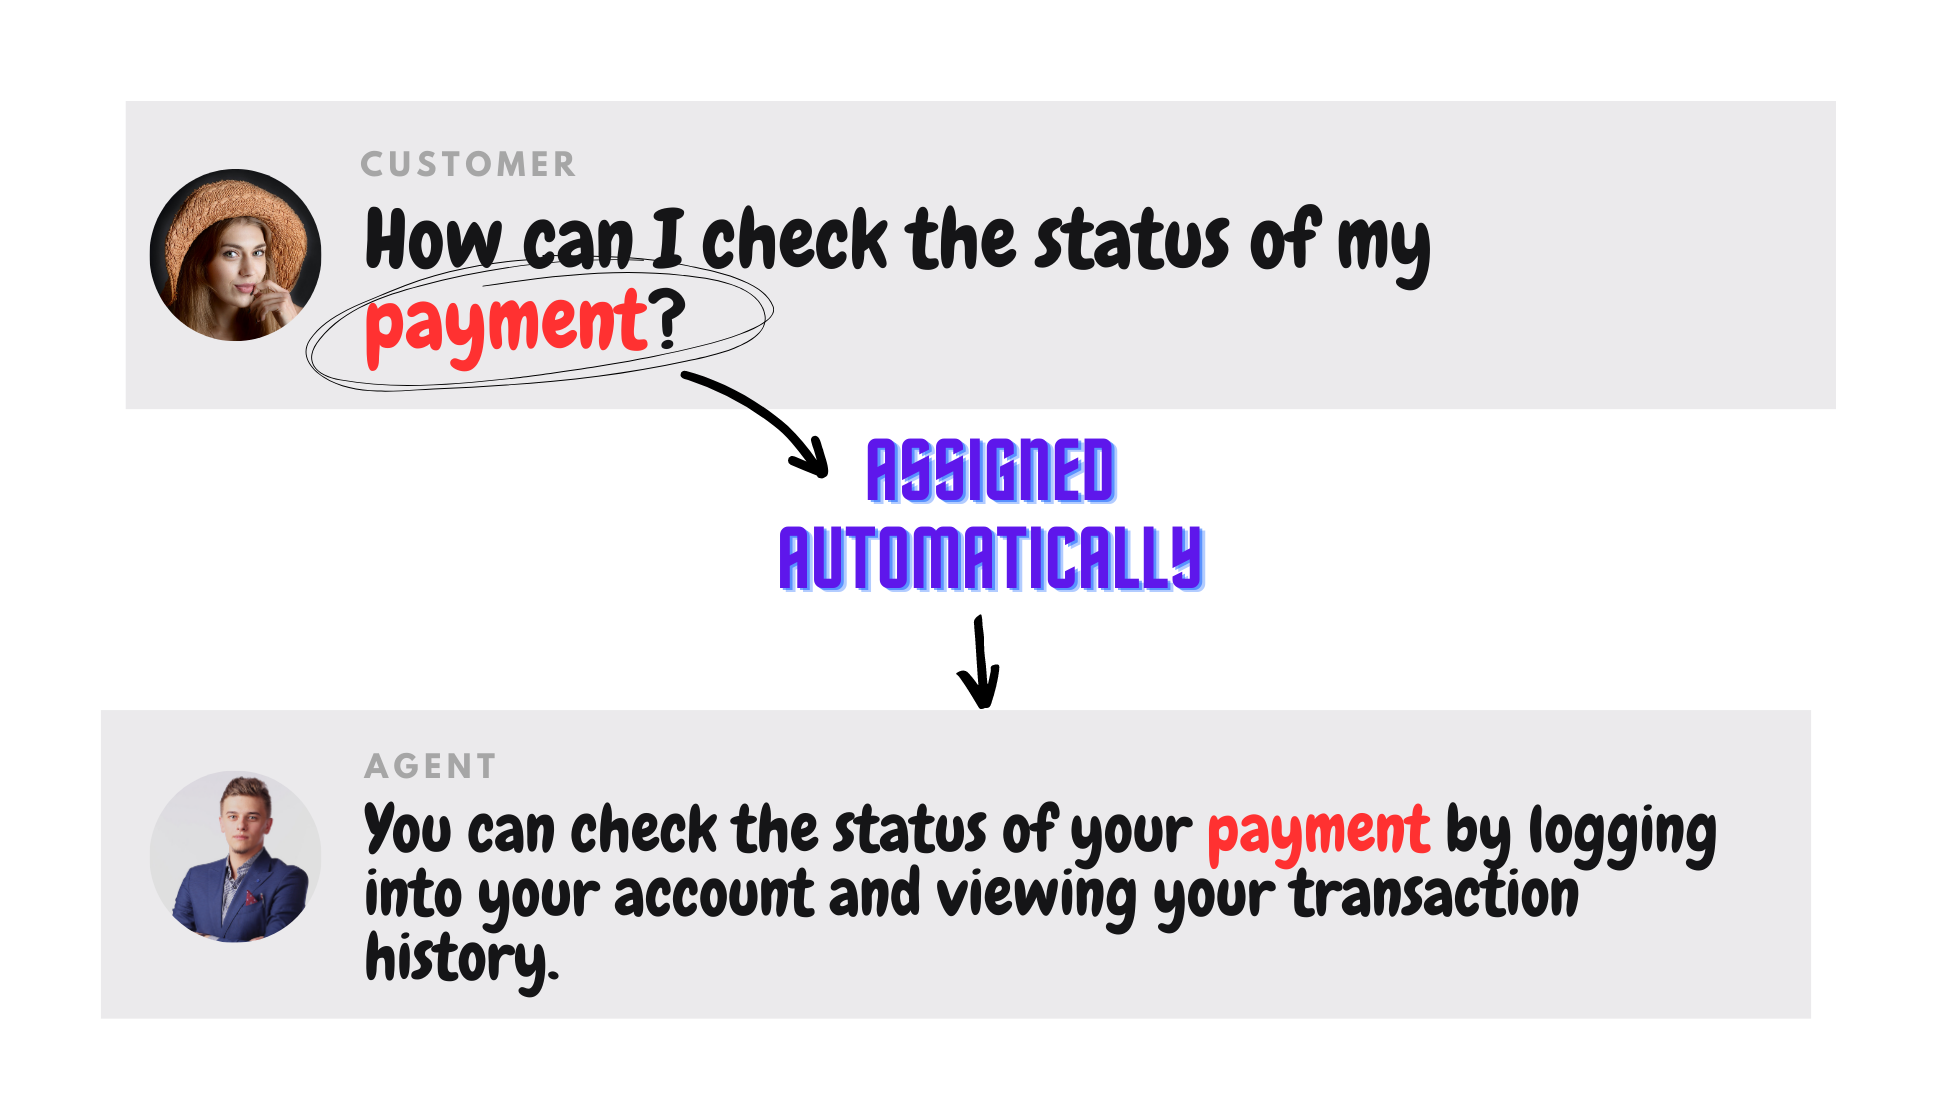 CUSTOMER
How can I check the status of my
payment?
ASSIGNED
AUTOMATICALLY
AGENT
You can check the status of your payment by logging
into your account and viewing your transaction
history.